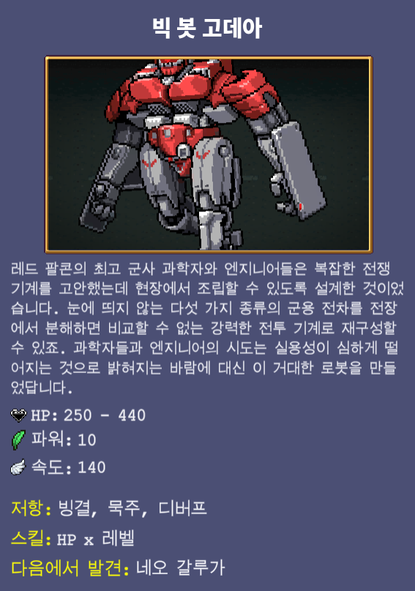 빅 봇 고데아
레드 팔콘의 최고 군사 과학자와 엔지니어들은 복잡한 전쟁
기계를 고안했는데 현장에서 조립할 수 있도록 설계한 것이었
습니다. 눈에 띄지 않는 다섯 가지 종류의 군용 전차를 전장
에서 분해하면 비교할 수 없는 강력한 전투 기계로 재구성할
수 있죠. 과학자들과 엔지니어의 시도는 실용성이 심하게 떨
어지는 것으로 밝혀지는 바람에 대신 이 거대한 로봇을 만들
었답니다.
HP: 250 - 440
파워: 10
속도: 140
저항: 빙결, 묵주, 디버프
스킬: HP x 레벨
다음에서 발견: 네오 갈루가